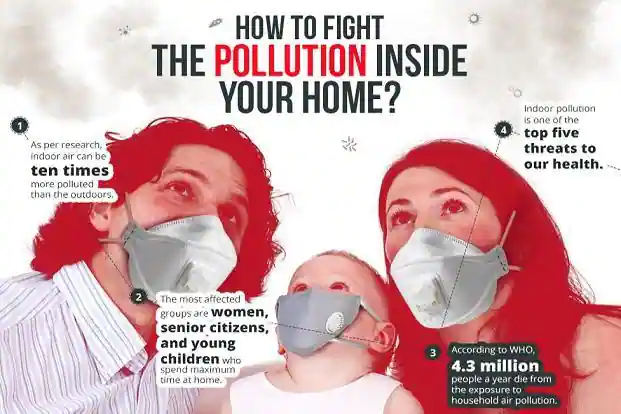 HOW TO FIGHT
THE POLLUTION INSIDE
YOUR HOME?
1
As per research,
indoor air can be
ten times
more polluted
than the outdoors.
2
The most affected
groups are women,
senior citizens,
and young
children who
spend maximum
time at home.
3
According to WHO,
4.3 million
people a year die from
the exposure to
household air pollution.
4
Indoor pollution
is one of the
top five
threats to
our health.